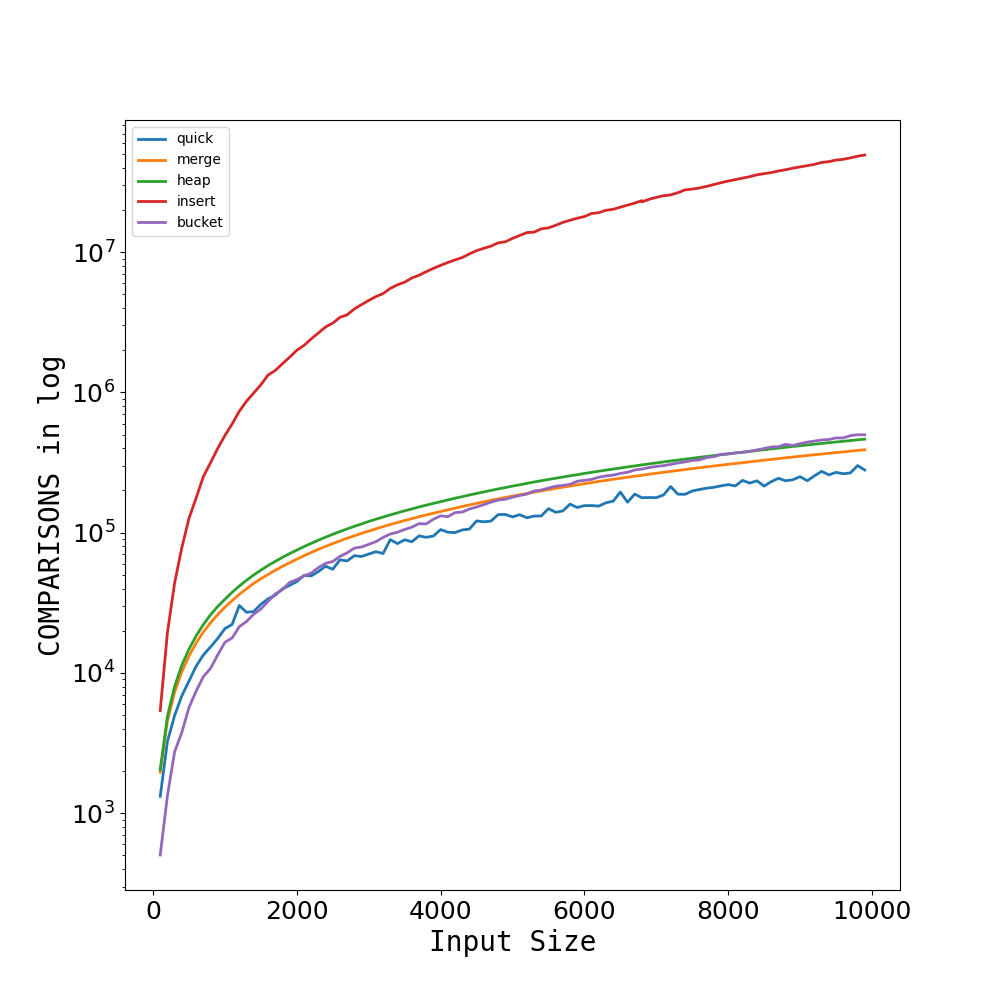 quick
merge
heap
insert
bucket
COMPARISONS in log
10^7
10^6
10^5
10^4
10^3
0 2000 4000 6000 8000 10000
Input Size